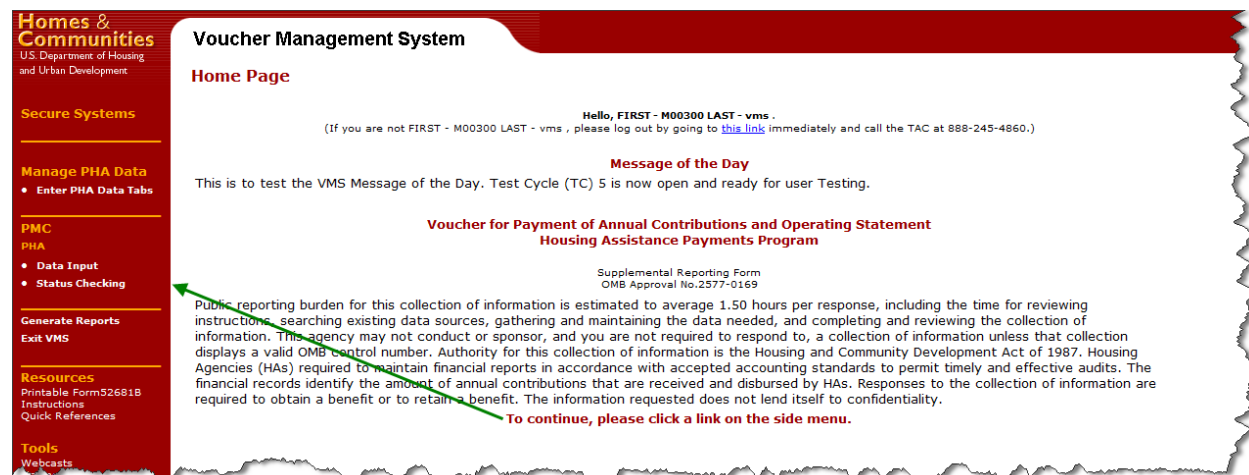 Homes &
Communities
U.S. Department of Housing
and Urban Development
Secure Systems
Manage PHA Data
• Enter PHA Data Tabs
PMC
PHA
• Data Input
• Status Checking
Generate Reports
Exit VMS
Resources
Printable Form52681B
Instructions
Quick References
Tools
Webcasts
Voucher Management System
Home Page
Hello, FIRST - M00300 LAST - vms .
(If you are not FIRST - M00300 LAST - vms , please log out by going to this link immediately and call the TAC at 888-245-4860.)
Message of the Day
This is to test the VMS Message of the Day. Test Cycle (TC) 5 is now open and ready for user Testing.
Voucher for Payment of Annual Contributions and Operating Statement
Housing Assistance Payments Program
Supplemental Reporting Form
OMB Approval No.2577-0169
Public reporting burden for this collection of information is estimated to average 1.50 hours per response, including the time for reviewing
instructions, searching existing data sources, gathering and maintaining the data needed, and completing and reviewing the collection of
information. This agency may not conduct or sponsor, and you are not required to respond to, a collection of information unless that collection
displays a valid OMB control number. Authority for this collection of information is the Housing and Community Development Act of 1987. Housing
Agencies (HAs) required to maintain financial reports in accordance with accepted accounting standards to permit timely and effective audits. The
financial records identify the amount of annual contributions that are received and disbursed by HAs. Responses to the collection of information are
required to obtain a benefit or to retain a benefit. The information requested does not lend itself to confidentiality.
To continue, please click a link on the side menu.